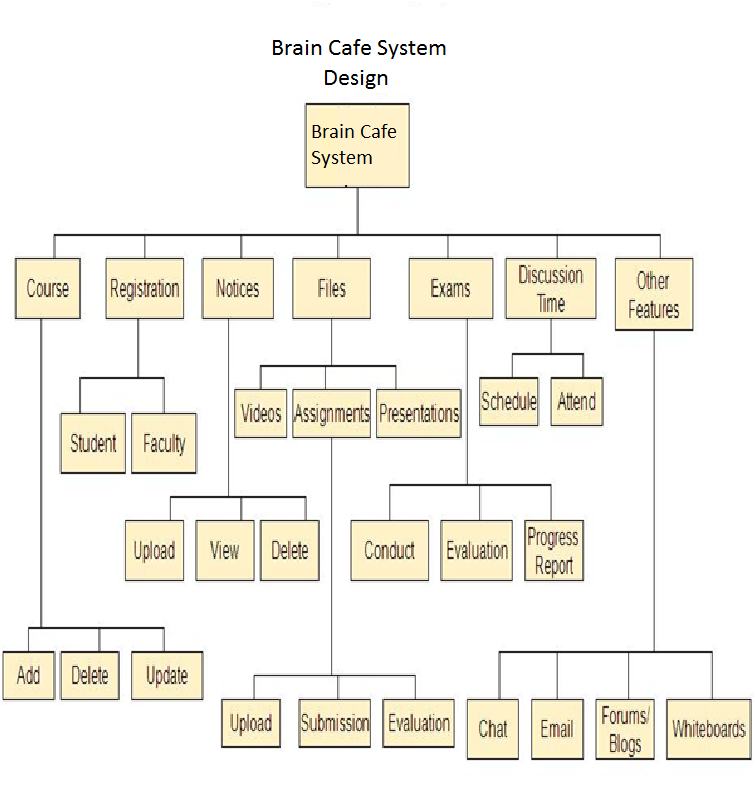 Brain Cafe System
Design
Brain Cafe
System
Course
Registration
Notices
Files
Exams
Discussion
Time
Other
Features
Videos
Assignments
Presentations
Schedule
Attend
Student
Faculty
Upload
View
Delete
Conduct
Evaluation
Progress
Report
Add
Delete
Update
Upload
Submission
Evaluation
Chat
Email
Forums/
Blogs
Whiteboards